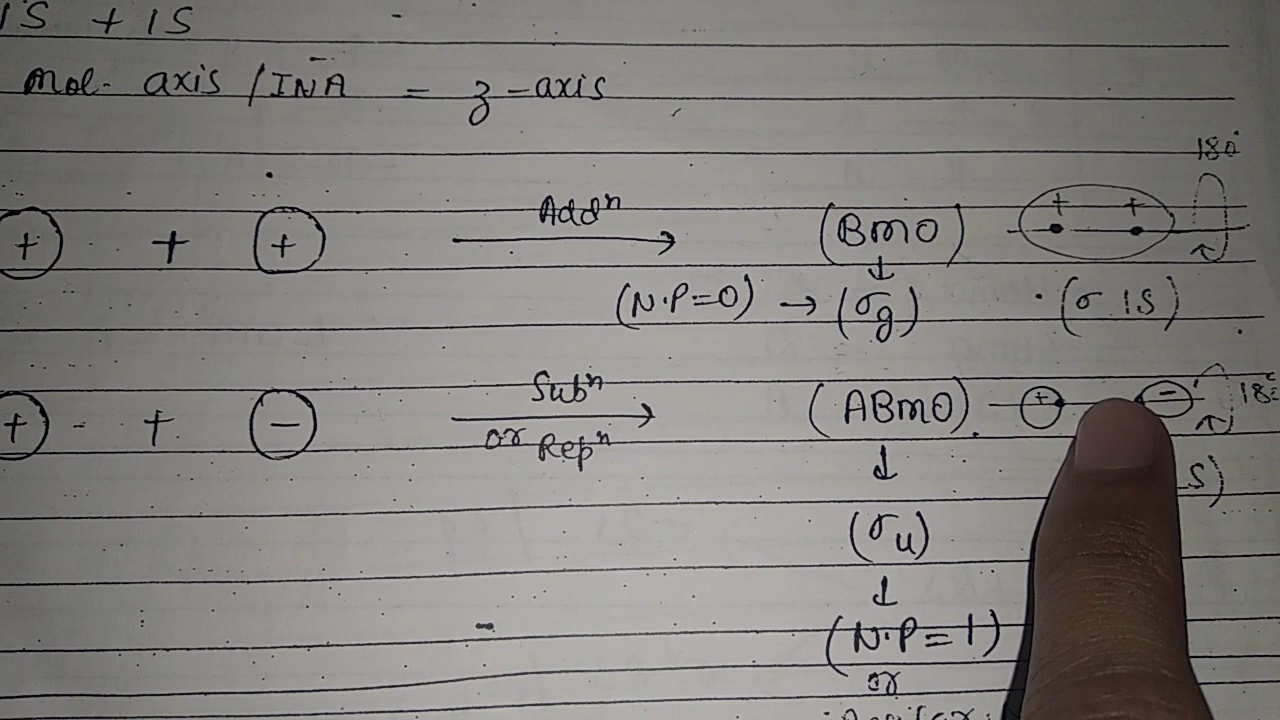 1S + 1S
mol. axis / INA = z-axis
180°
(+) + (+) Addⁿ (BMO) + +
(N.P=0) → (σg) (σ 1S)
(+) + (-) Subⁿ (ABMO) + -
or Repⁿ
↓ S)
(σu)
↓
(N.P=1)
or